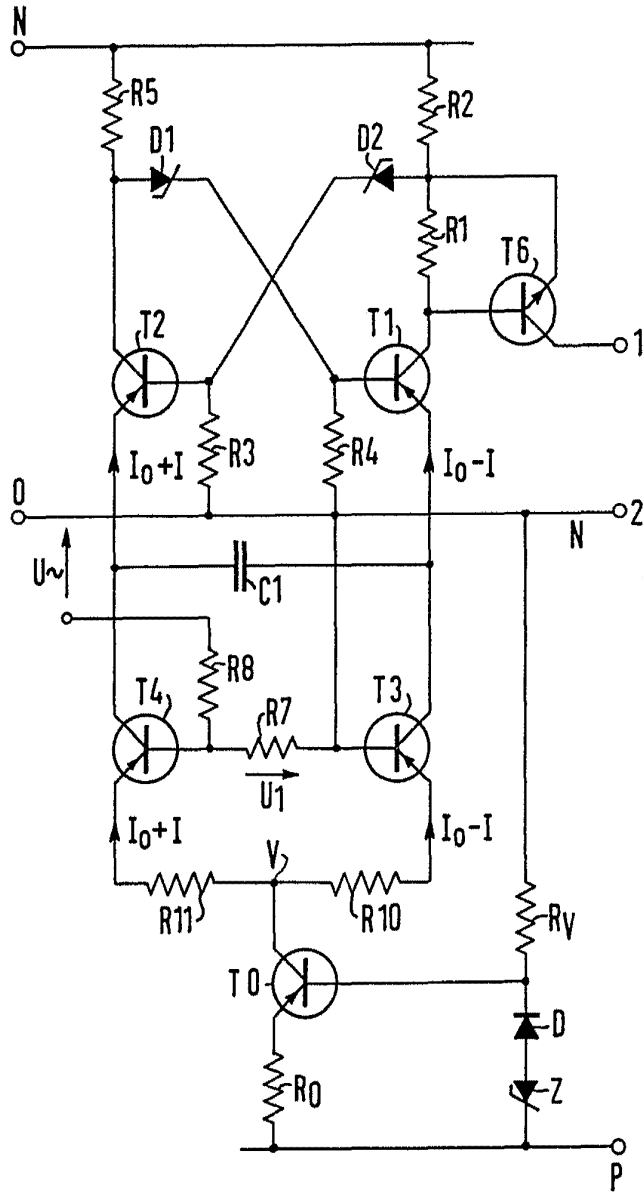 N
R5
R2
D1
D2
R1
T6
T2
T1
1
R3
R4
I0+I
I0-I
0
2
N
U~
C1
R8
T4
R7
T3
U1
I0+I
V
I0-I
R11
R10
RV
T0
D
R0
Z
P